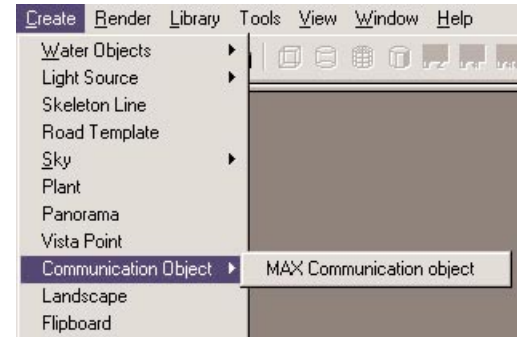 Create Render Library Tools View Window Help
Water Objects
Light Source
Skeleton Line
Road Template
Sky
Plant
Panorama
Vista Point
Communication Object MAX Communication object
Landscape
Flipboard